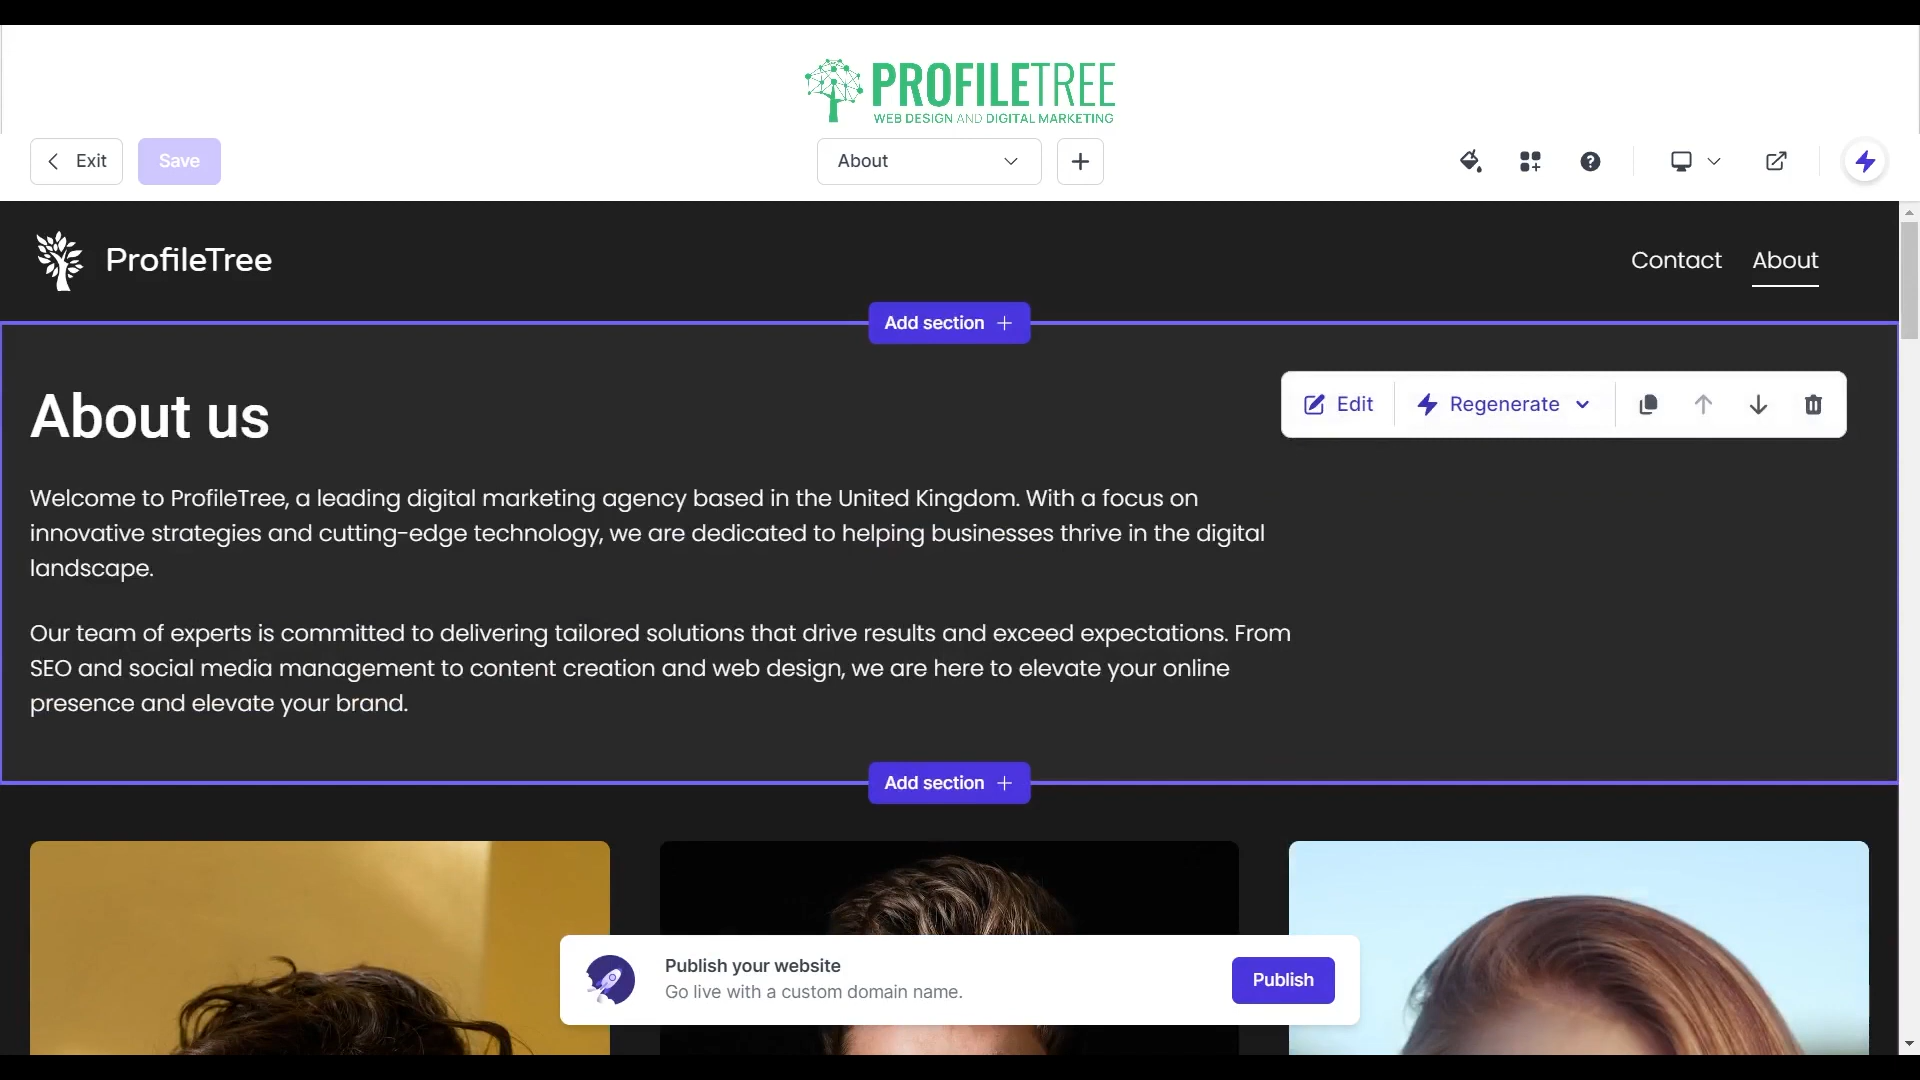 PROFILETREE
WEB DESIGN AND DIGITAL MARKETING
Exit
Save
About
ProfileTree
Contact
About
Add section
About us
Edit
Regenerate
Welcome to ProfileTree, a leading digital marketing agency based in the United Kingdom. With a focus on
innovative strategies and cutting-edge technology, we are dedicated to helping businesses thrive in the digital
landscape.
Our team of experts is committed to delivering tailored solutions that drive results and exceed expectations. From
SEO and social media management to content creation and web design, we are here to elevate your online
presence and elevate your brand.
Add section
Publish your website
Go live with a custom domain name.
Publish